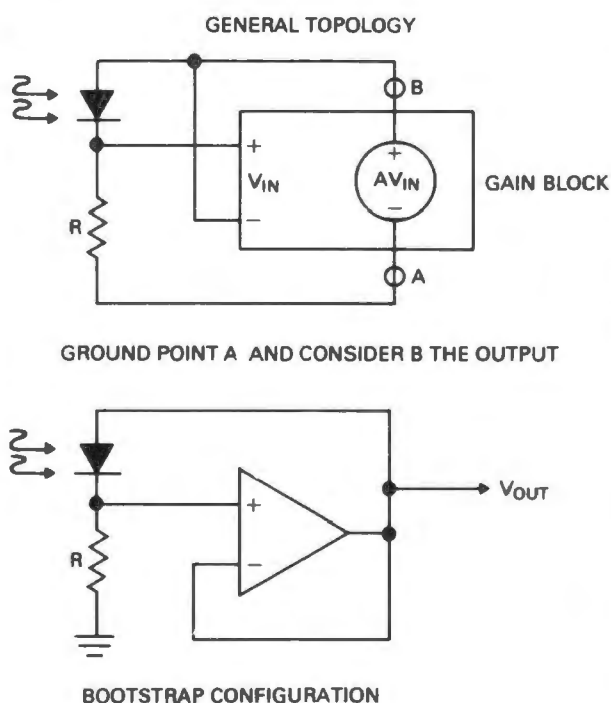 GENERAL TOPOLOGY
B
+
+
V_IN
AV_IN
GAIN BLOCK
−
−
R
A
GROUND POINT A AND CONSIDER B THE OUTPUT
+
V_OUT
R
−
BOOTSTRAP CONFIGURATION